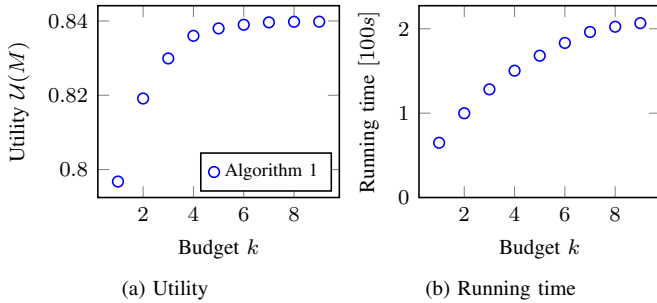 0.84
0.82
0.8
Utility 𝒰(M)
Algorithm 1
2 4 6 8
Budget k
(a) Utility
2
1
0
Running time [100s]
2 4 6 8
Budget k
(b) Running time